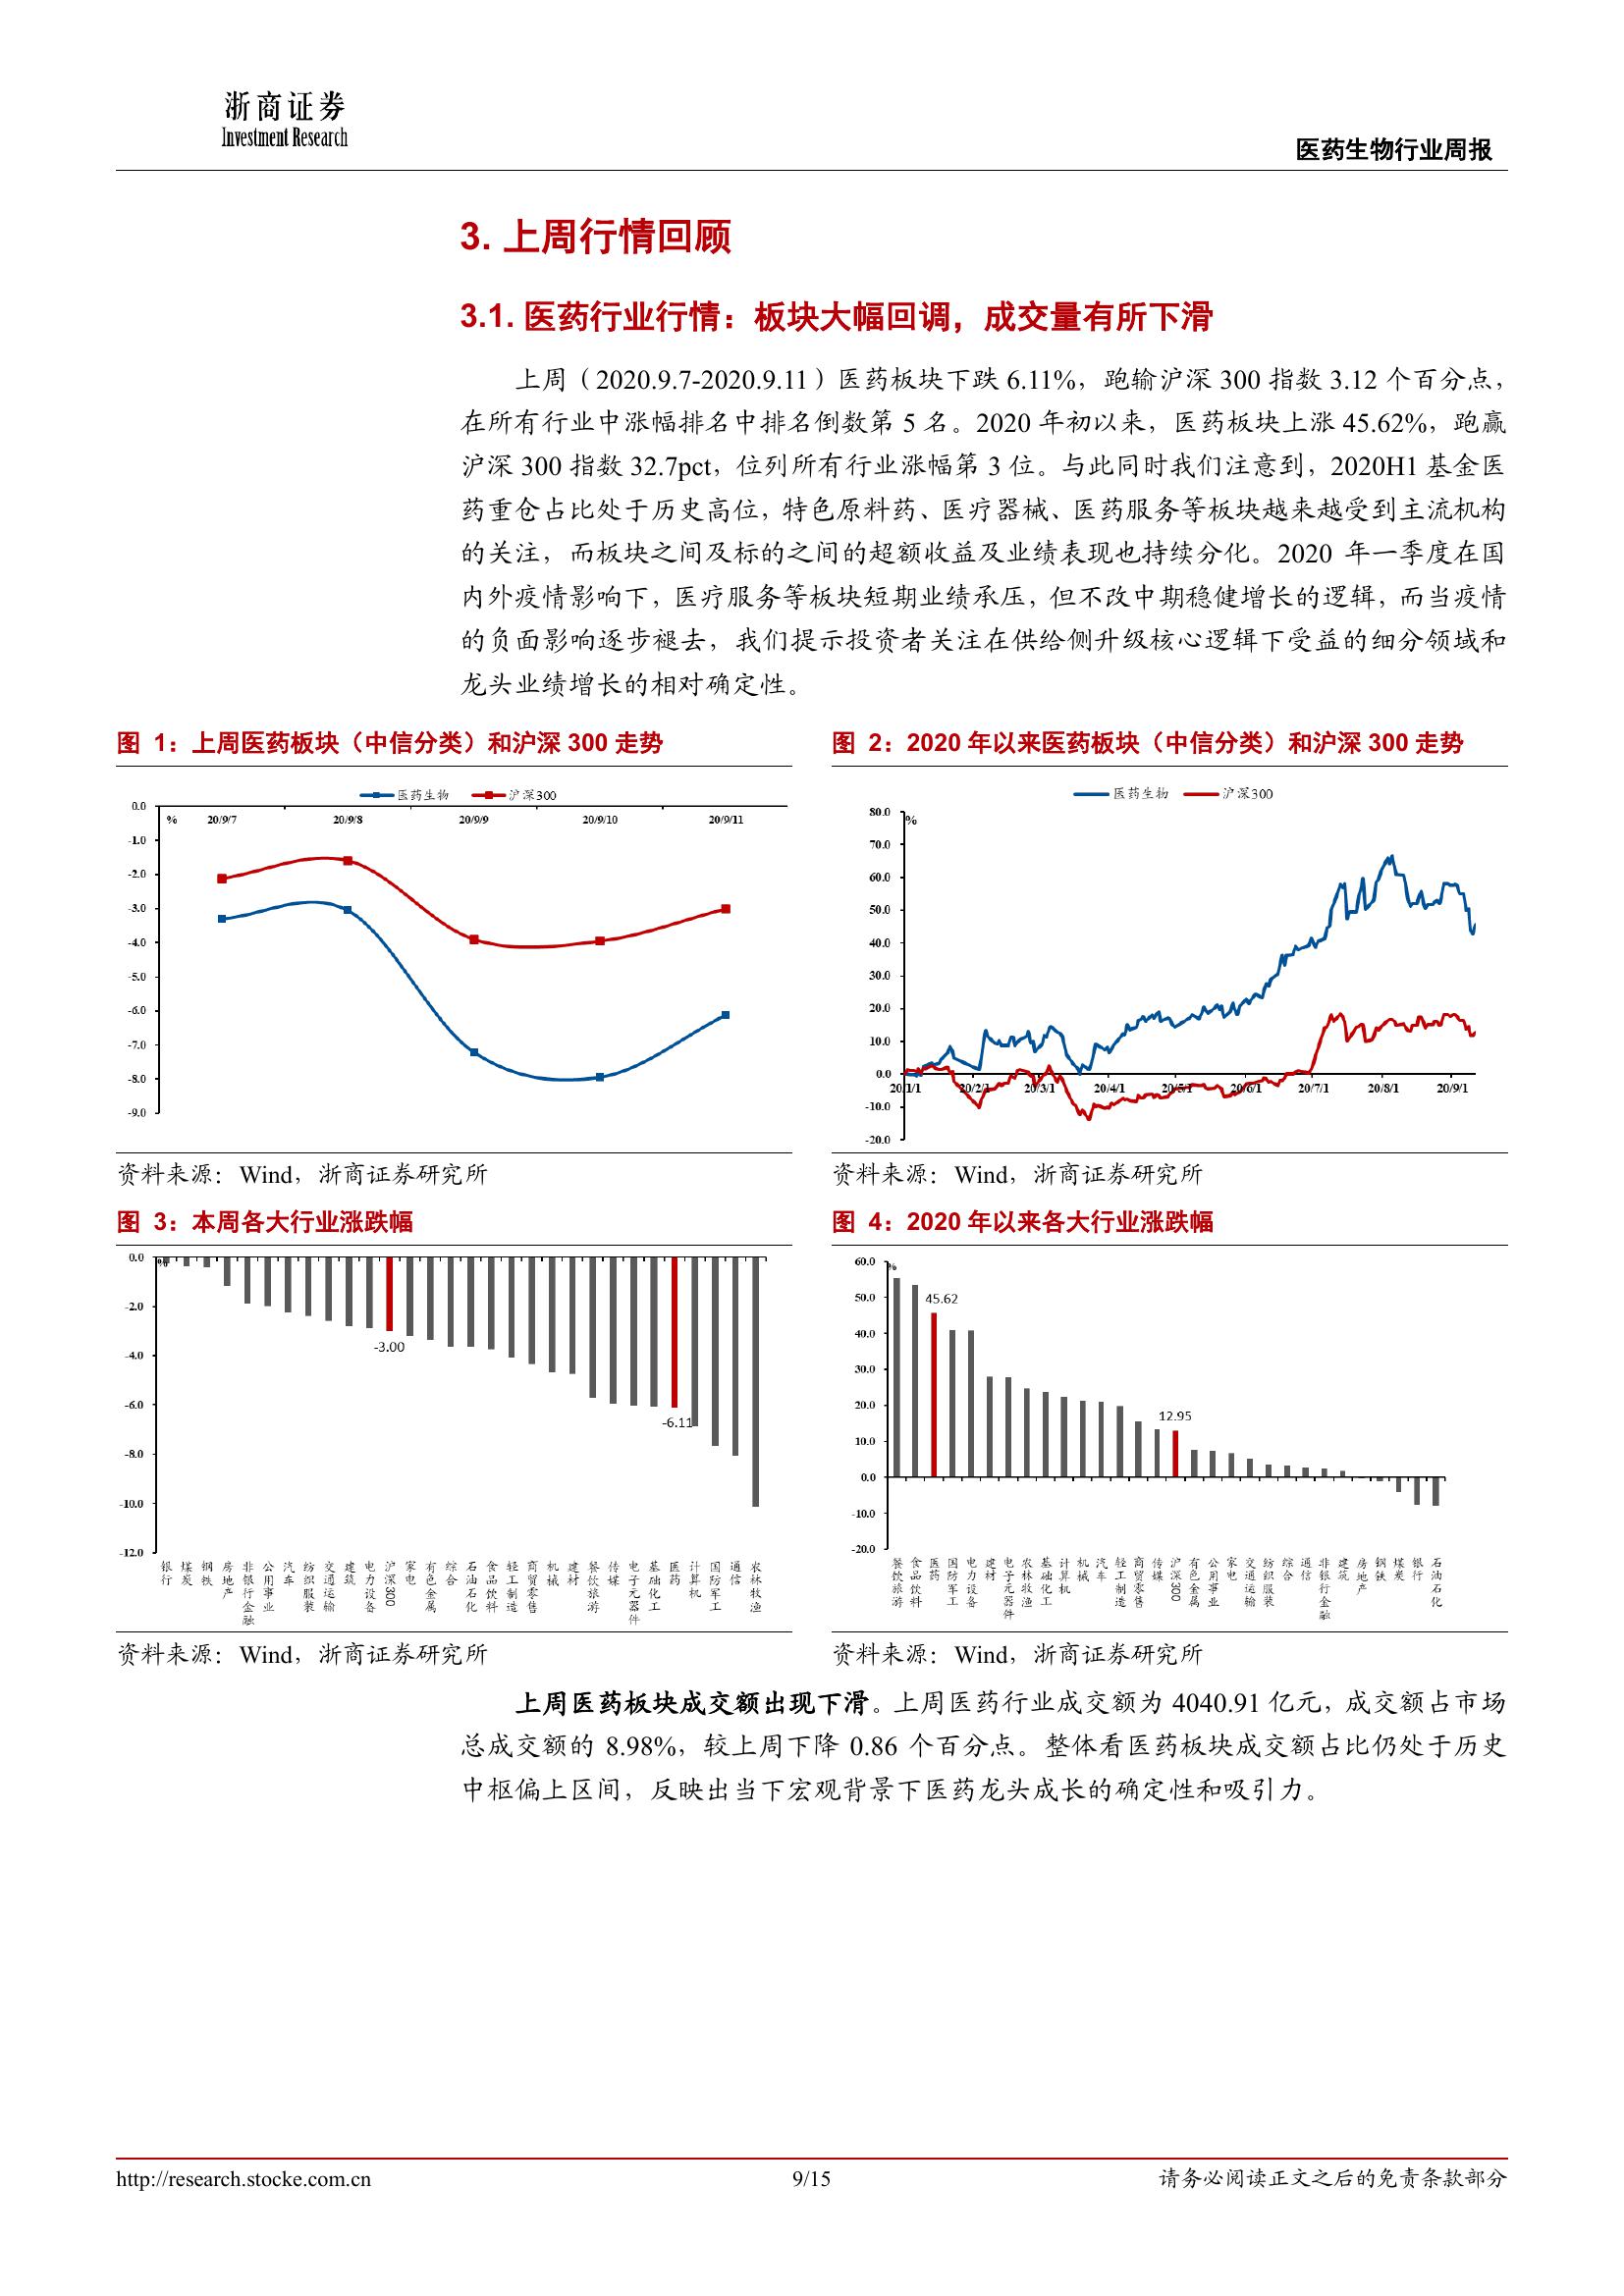 浙商证券
Investment Research
医药生物行业周报
3. 上周行情回顾
3.1. 医药行业行情：板块大幅回调，成交量有所下滑
上周（2020.9.7-2020.9.11）医药板块下跌 6.11%，跑输沪深 300 指数 3.12 个百分点，
在所有行业中涨幅排名中排名倒数第 5 名。2020 年初以来，医药板块上涨 45.62%，跑赢
沪深 300 指数 32.7pct，位列所有行业涨幅第 3 位。与此同时我们注意到，2020H1 基金医
药重仓占比处于历史高位，特色原料药、医疗器械、医药服务等板块越来越受到主流机构
的关注，而板块之间及标的之间的超额收益及业绩表现也持续分化。2020 年一季度在国
内外疫情影响下，医疗服务等板块短期业绩承压，但不改中期稳健增长的逻辑，而当疫情
的负面影响逐步褪去，我们提示投资者关注在供给侧升级核心逻辑下受益的细分领域和
龙头业绩增长的相对确定性。
图 1：上周医药板块（中信分类）和沪深 300 走势
医药生物 沪深300
0.0
% 20/9/7 20/9/8 20/9/9 20/9/10 20/9/11
-1.0
-2.0
-3.0
-4.0
-5.0
-6.0
-7.0
-8.0
-9.0
资料来源：Wind，浙商证券研究所
图 2：2020 年以来医药板块（中信分类）和沪深 300 走势
医药生物 沪深300
80.0
%
70.0
60.0
50.0
40.0
30.0
20.0
10.0
0.0
20/1/1 20/2/1 20/3/1 20/4/1 20/5/1 20/6/1 20/7/1 20/8/1 20/9/1
-10.0
-20.0
资料来源：Wind，浙商证券研究所
图 3：本周各大行业涨跌幅
0.0
%
-2.0
-3.00
-4.0
-6.0
-6.11
-8.0
-10.0
-12.0
银行 煤炭 钢铁 房地产 非银行金融 公用事业 汽车 纺织服装 交通运输 建筑 电力设备 沪深300 家电 有色金属 综合 石油石化 食品饮料 轻工制造 商贸零售 机械 建材 餐饮旅游 传媒 电子元器件 基础化工 医药 计算机 国防军工 通信 农林牧渔
资料来源：Wind，浙商证券研究所
图 4：2020 年以来各大行业涨跌幅
60.0
%
50.0
45.62
40.0
30.0
20.0
12.95
10.0
0.0
-10.0
-20.0
餐饮旅游 食品饮料 医药 国防军工 电力设备 建材 电子元器件 农林牧渔 基础化工 计算机 机械 汽车 轻工制造 商贸零售 传媒 沪深300 有色金属 公用事业 家电 交通运输 纺织服装 综合 通信 非银行金融 建筑 房地产 钢铁 煤炭 银行 石油石化
资料来源：Wind，浙商证券研究所
上周医药板块成交额出现下滑。上周医药行业成交额为 4040.91 亿元，成交额占市场
总成交额的 8.98%，较上周下降 0.86 个百分点。整体看医药板块成交额占比仍处于历史
中枢偏上区间，反映出当下宏观背景下医药龙头成长的确定性和吸引力。
http://research.stocke.com.cn
9/15
请务必阅读正文之后的免责条款部分